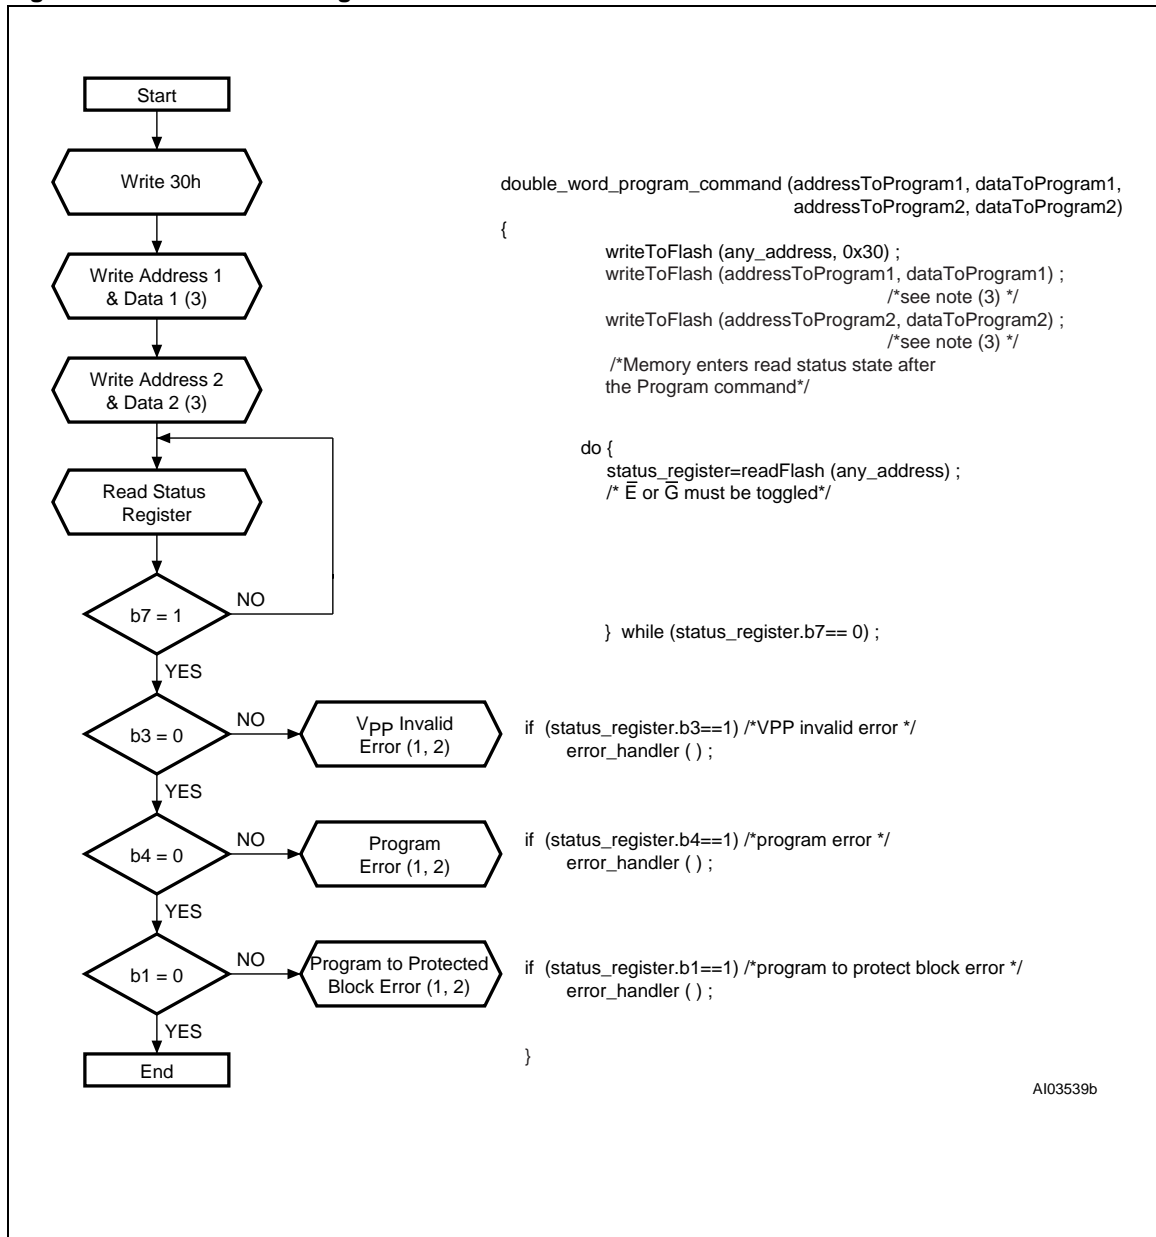 Start
Write 30h
Write Address 1
& Data 1 (3)
Write Address 2
& Data 2 (3)
Read Status
Register
b7 = 1
NO
YES
b3 = 0
NO
YES
VPP Invalid
Error (1, 2)
b4 = 0
NO
YES
Program
Error (1, 2)
b1 = 0
NO
YES
Program to Protected
Block Error (1, 2)
End
double_word_program_command (addressToProgram1, dataToProgram1,
addressToProgram2, dataToProgram2)
{
writeToFlash (any_address, 0x30) ;
writeToFlash (addressToProgram1, dataToProgram1) ;
/*see note (3) */
writeToFlash (addressToProgram2, dataToProgram2) ;
/*see note (3) */
/*Memory enters read status state after
the Program command*/
do {
status_register=readFlash (any_address) ;
/* E̅ or G̅ must be toggled*/
} while (status_register.b7== 0) ;
if (status_register.b3==1) /*VPP invalid error */
error_handler ( ) ;
if (status_register.b4==1) /*program error */
error_handler ( ) ;
if (status_register.b1==1) /*program to protect block error */
error_handler ( ) ;
}
AI03539b